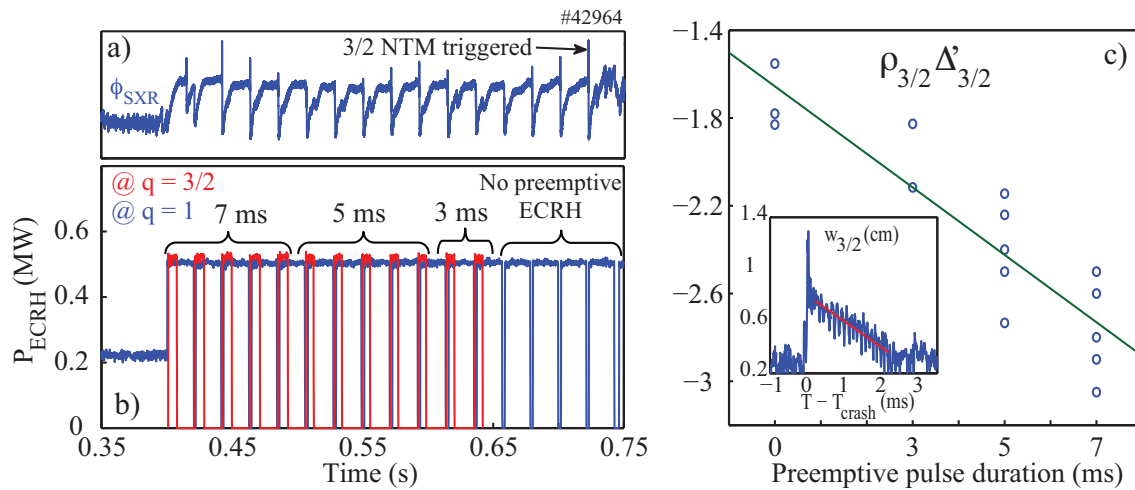 #42964
a)
3/2 NTM triggered
ϕSXR
@ q = 3/2
@ q = 1
No preemptive
ECRH
7 ms
5 ms
3 ms
0.6
0.4
0.2
0
PECRH (MW)
b)
0.35
0.45
0.55
0.65
0.75
Time (s)
−1.4
−1.8
−2.2
−2.6
−3
c)
ρ3/2 Δ'3/2
1.4
1
0.6
0.2
w3/2 (cm)
−1
0
1
2
3
T − Tcrash (ms)
0
3
5
7
Preemptive pulse duration (ms)